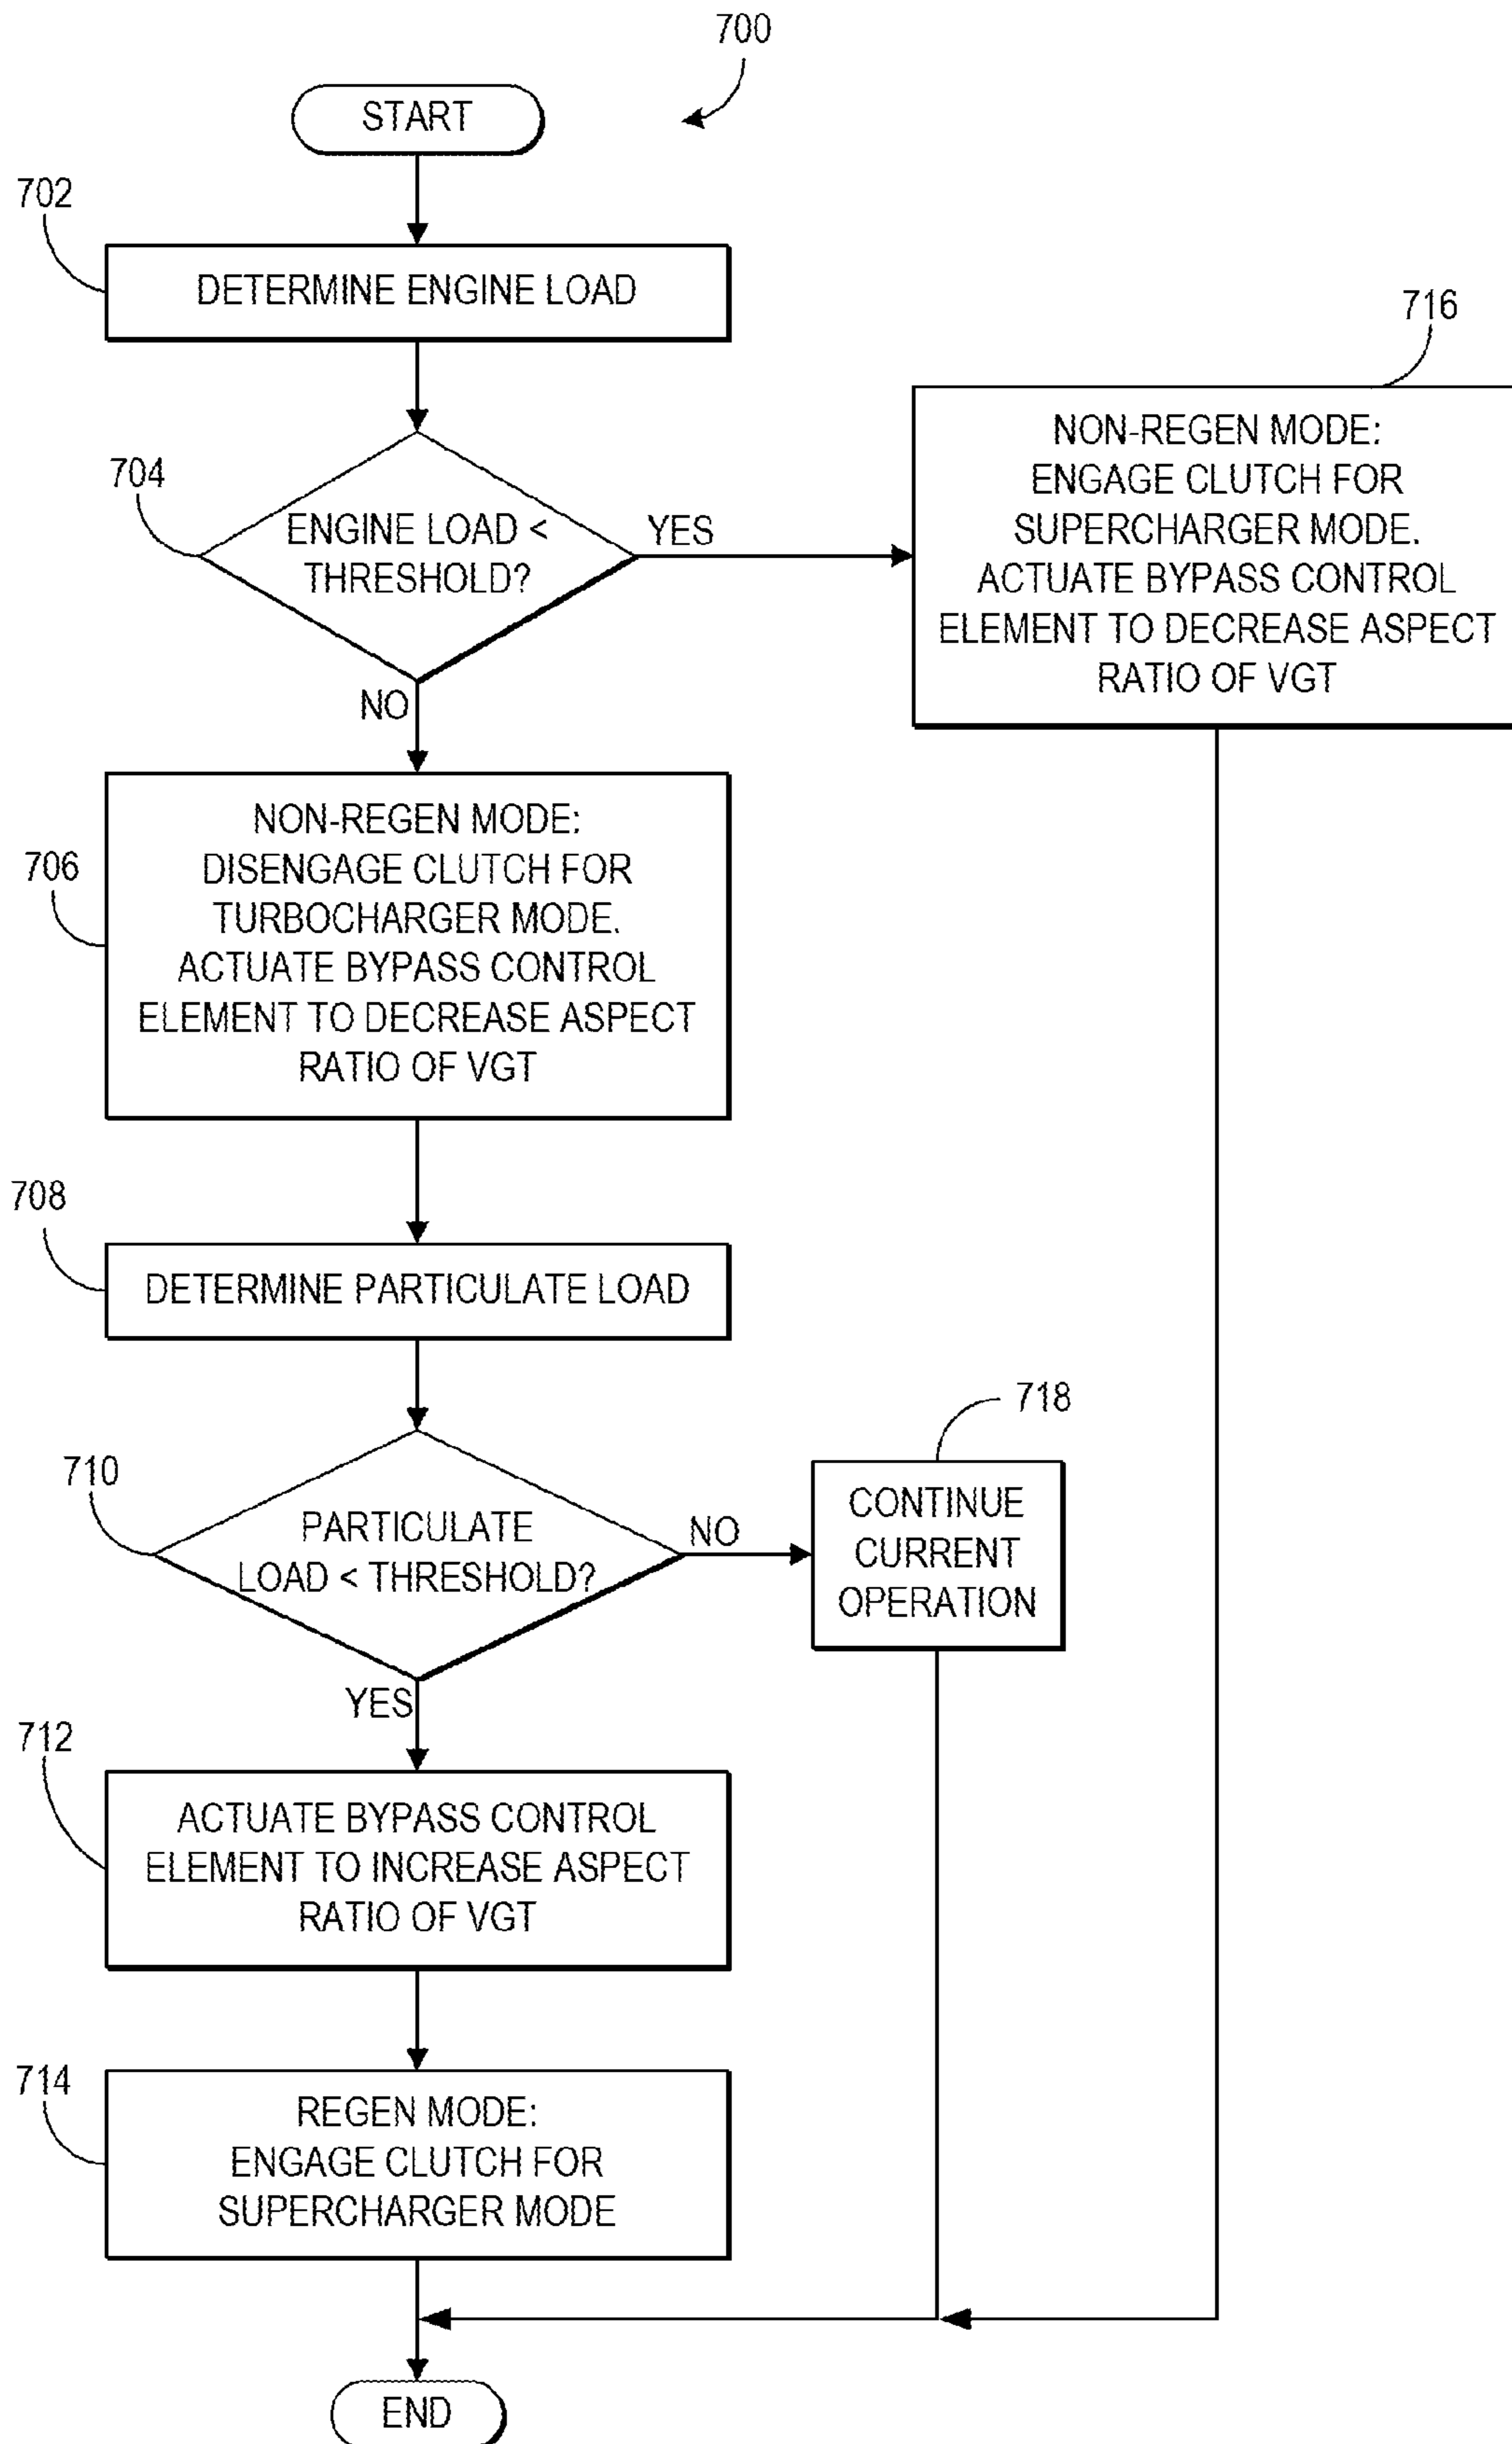 700
START
702
DETERMINE ENGINE LOAD
716
704
ENGINE LOAD <
THRESHOLD?
YES
NO
NON-REGEN MODE:
ENGAGE CLUTCH FOR
SUPERCHARGER MODE.
ACTUATE BYPASS CONTROL
ELEMENT TO DECREASE ASPECT
RATIO OF VGT
706
NON-REGEN MODE:
DISENGAGE CLUTCH FOR
TURBOCHARGER MODE.
ACTUATE BYPASS CONTROL
ELEMENT TO DECREASE ASPECT
RATIO OF VGT
708
DETERMINE PARTICULATE LOAD
710
PARTICULATE
LOAD < THRESHOLD?
NO
YES
718
CONTINUE
CURRENT
OPERATION
712
ACTUATE BYPASS CONTROL
ELEMENT TO INCREASE ASPECT
RATIO OF VGT
714
REGEN MODE:
ENGAGE CLUTCH FOR
SUPERCHARGER MODE
END